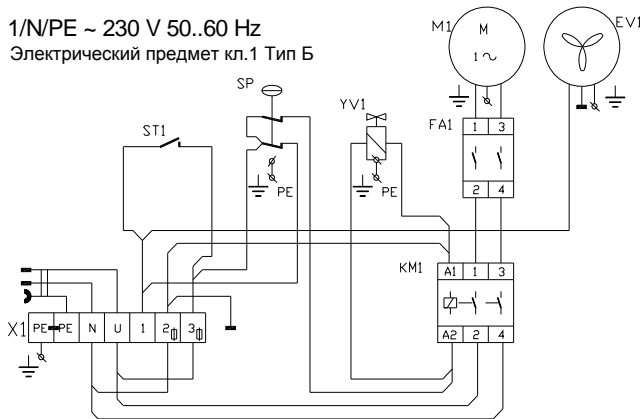 1/N/PE ~ 230 V 50..60 Hz
Электрический предмет кл.1 Тип Б
M1
M
1 ~
EV1
SP
YV1
ST1
FA1
1 3
2 4
PE
PE
KM1
A1 1 3
A2 2 4
X1
PE PE N U 1 2 3